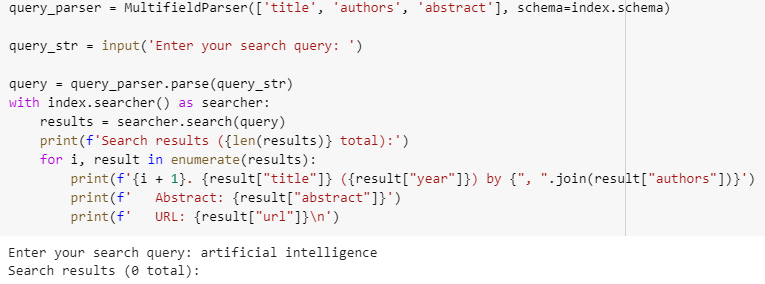 query_parser = MultifieldParser(['title', 'authors', 'abstract'], schema=index.schema)
query_str = input('Enter your search query: ')
query = query_parser.parse(query_str)
with index.searcher() as searcher:
    results = searcher.search(query)
    print(f'Search results ({len(results)} total):')
    for i, result in enumerate(results):
        print(f'{i + 1}. {result["title"]} ({result["year"]}) by {", ".join(result["authors"])}')
        print(f'   Abstract: {result["abstract"]}')
        print(f'   URL: {result["url"]}\n')
Enter your search query: artificial intelligence
Search results (0 total):